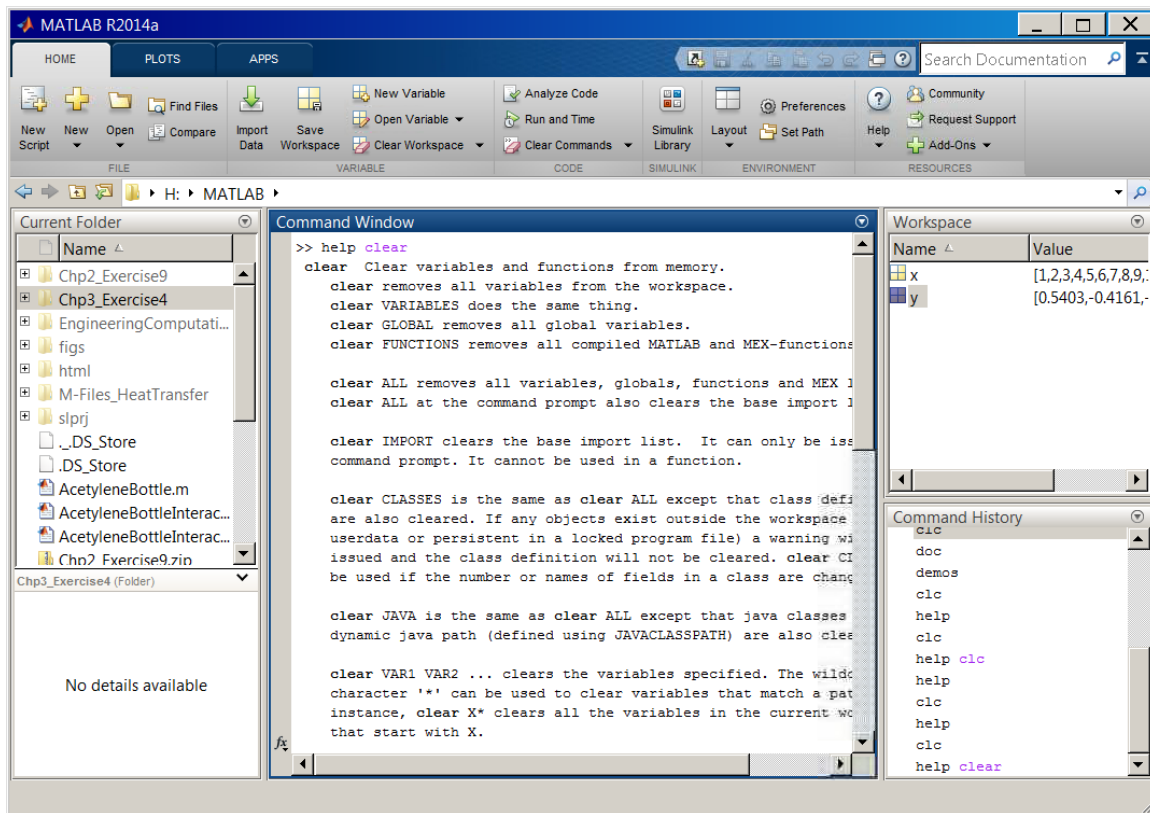 MATLAB R2014a
HOME PLOTS APPS
Search Documentation
New Script
New
Open
Find Files
Compare
Import Data
Save Workspace
New Variable
Open Variable
Clear Workspace
Analyze Code
Run and Time
Clear Commands
Simulink Library
Layout
Preferences
Set Path
Help
Community
Request Support
Add-Ons
FILE VARIABLE CODE SIMULINK ENVIRONMENT RESOURCES
H: MATLAB
Current Folder
Name
Chp2_Exercise9
Chp3_Exercise4
EngineeringComputati...
figs
html
M-Files_HeatTransfer
slprj
._.DS_Store
.DS_Store
AcetyleneBottle.m
AcetyleneBottleInterac...
AcetyleneBottleInterac...
Chp2_Exercise9.zip
Chp3_Exercise4 (Folder)
No details available
Command Window
>> help clear
clear Clear variables and functions from memory.
clear removes all variables from the workspace.
clear VARIABLES does the same thing.
clear GLOBAL removes all global variables.
clear FUNCTIONS removes all compiled MATLAB and MEX-functions
clear ALL removes all variables, globals, functions and MEX
clear ALL at the command prompt also clears the base import
clear IMPORT clears the base import list. It can only be iss
command prompt. It cannot be used in a function.
clear CLASSES is the same as clear ALL except that class defi
are also cleared. If any objects exist outside the workspace
userdata or persistent in a locked program file) a warning wi
issued and the class definition will not be cleared. clear
be used if the number or names of fields in a class are chang
clear JAVA is the same as clear ALL except that java classes
dynamic java path (defined using JAVACLASSPATH) are also clea
clear VAR1 VAR2 ... clears the variables specified. The wildc
character '*' can be used to clear variables that match a pat
instance, clear X* clears all the variables in the current wo
that start with X.
fx
Workspace
Name Value
x [1,2,3,4,5,6,7,8,9,
y [0.5403,-0.4161,-
Command History
clc
doc
demos
clc
help
clc
help clc
help
clc
help
clc
help clear